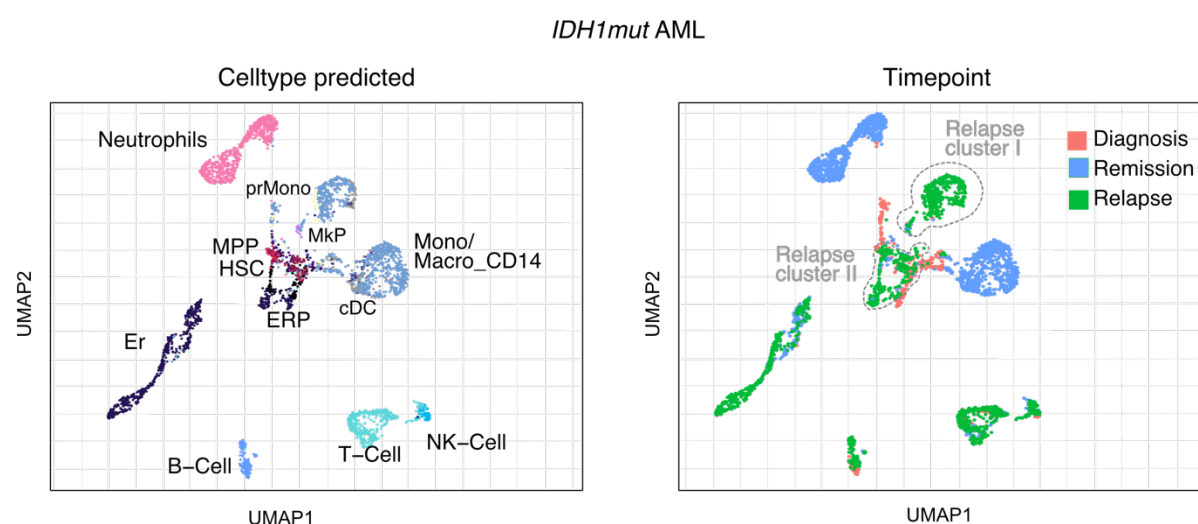 IDH1mut AML
Celltype predicted
Neutrophils
prMono
MkP
MPP
HSC
Mono/
Macro_CD14
cDC
ERP
Er
T−Cell
NK−Cell
B−Cell
UMAP2
UMAP1
Timepoint
Relapse
cluster I
Diagnosis
Remission
Relapse
Relapse
cluster II
UMAP2
UMAP1